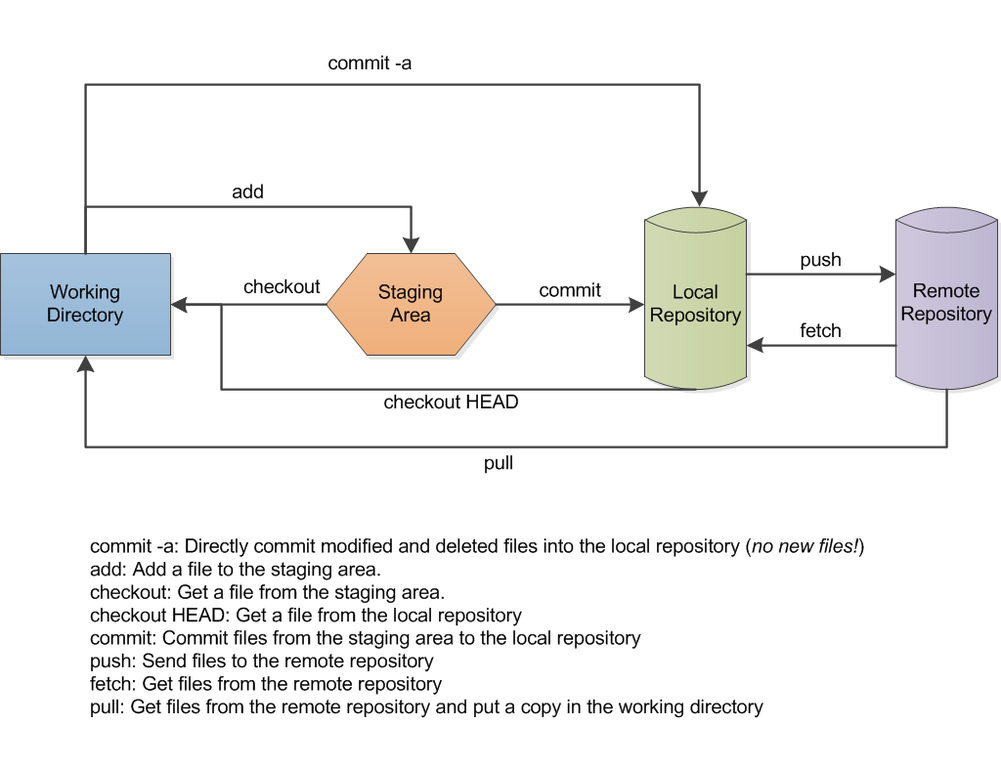 commit -a
add
checkout
commit
push
fetch
Working
Directory
Staging
Area
Local
Repository
Remote
Repository
checkout HEAD
pull
commit -a: Directly commit modified and deleted files into the local repository (no new files!)
add: Add a file to the staging area.
checkout: Get a file from the staging area.
checkout HEAD: Get a file from the local repository
commit: Commit files from the staging area to the local repository
push: Send files to the remote repository
fetch: Get files from the remote repository
pull: Get files from the remote repository and put a copy in the working directory